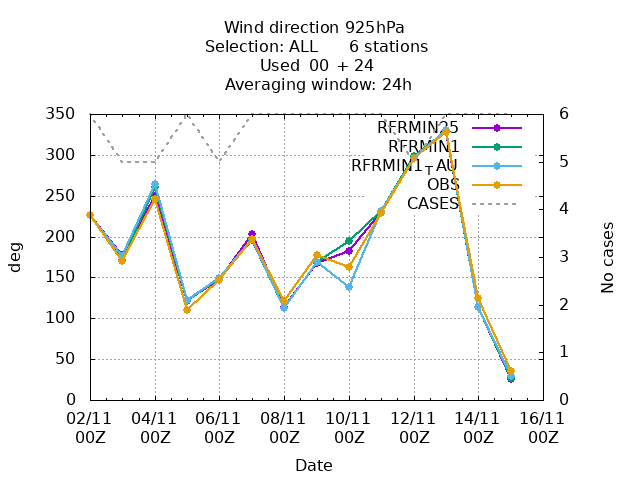 Wind direction 925hPa
Selection: ALL 6 stations
Used 00 + 24
Averaging window: 24h
350
300
250
200
150
100
50
0
deg
6
5
4
3
2
1
0
No cases
RFRMIN25
RFRMIN1
RFRMIN1_AU
OBS
CASES
02/11 04/11 06/11 08/11 10/11 12/11 14/11 16/11
00Z 00Z 00Z 00Z 00Z 00Z 00Z 00Z
Date